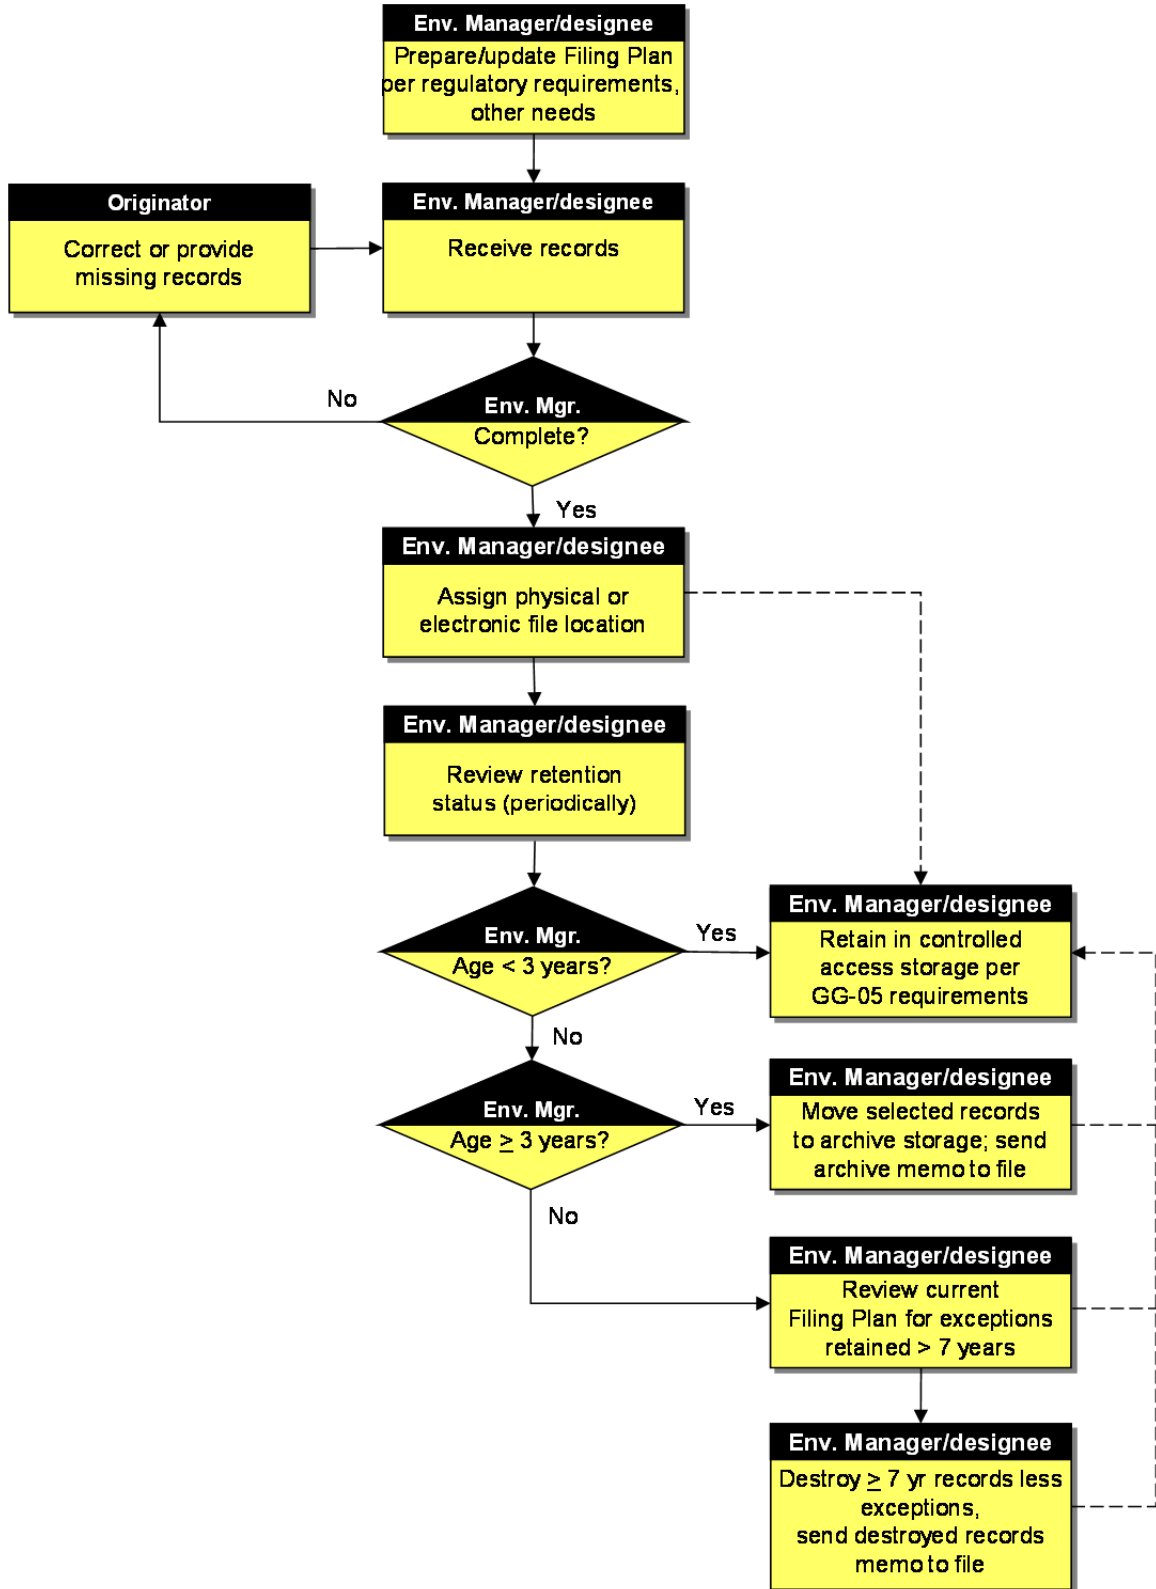 Env. Manager/designee
Prepare/update Filing Plan
per regulatory requirements,
other needs
Originator
Correct or provide
missing records
Env. Manager/designee
Receive records
No
Env. Mgr.
Complete?
Yes
Env. Manager/designee
Assign physical or
electronic file location
Env. Manager/designee
Review retention
status (periodically)
Env. Mgr.
Age < 3 years?
Yes
Env. Manager/designee
Retain in controlled
access storage per
GG-05 requirements
No
Env. Mgr.
Age ≥ 3 years?
Yes
Env. Manager/designee
Move selected records
to archive storage; send
archive memo to file
No
Env. Manager/designee
Review current
Filing Plan for exceptions
retained > 7 years
Env. Manager/designee
Destroy ≥ 7 yr records less
exceptions,
send destroyed records
memo to file